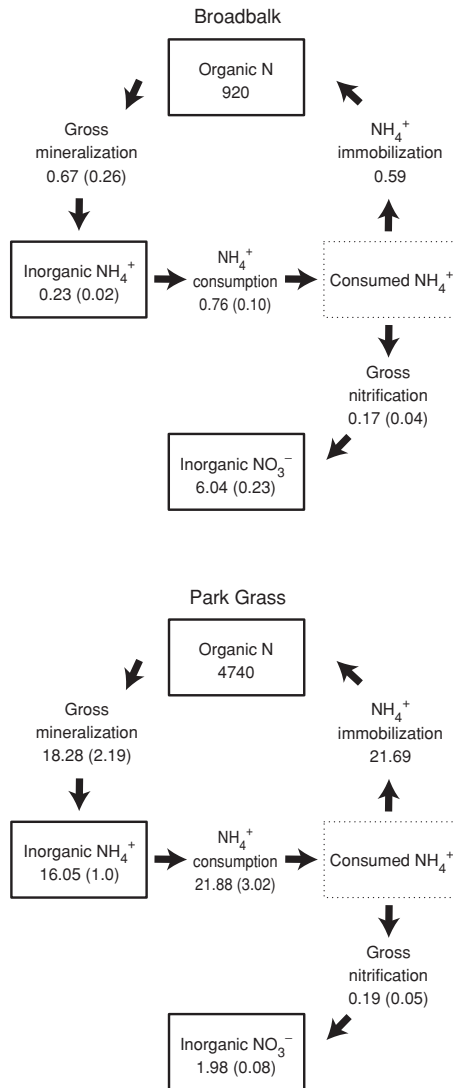 Broadbalk
Organic N
920
Gross
mineralization
0.67 (0.26)
NH₄⁺
immobilization
0.59
Inorganic NH₄⁺
0.23 (0.02)
NH₄⁺
consumption
0.76 (0.10)
Consumed NH₄⁺
Gross
nitrification
0.17 (0.04)
Inorganic NO₃⁻
6.04 (0.23)
Park Grass
Organic N
4740
Gross
mineralization
18.28 (2.19)
NH₄⁺
immobilization
21.69
Inorganic NH₄⁺
16.05 (1.0)
NH₄⁺
consumption
21.88 (3.02)
Consumed NH₄⁺
Gross
nitrification
0.19 (0.05)
Inorganic NO₃⁻
1.98 (0.08)